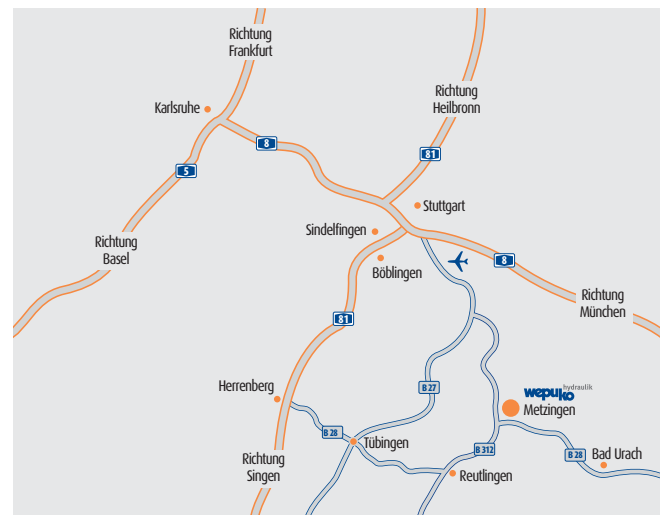 Richtung
Frankfurt
Karlsruhe
Richtung
Heilbronn
8
81
5
Stuttgart
Sindelfingen
Richtung
Basel
Böblingen
8
Richtung
München
81
Herrenberg
B 27
hydraulik
wepuko
Metzingen
B 28
Tübingen
B 312
B 28
Bad Urach
Richtung
Singen
Reutlingen